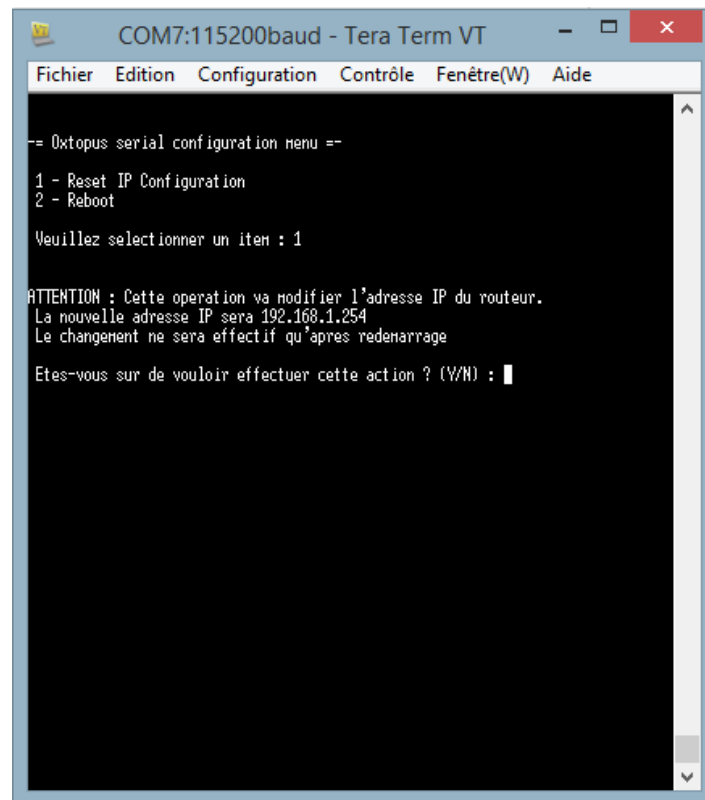 COM7:115200baud - Tera Term VT
Fichier Edition Configuration Contrôle Fenêtre(W) Aide
-= Oxtopus serial configuration menu =-
1 - Reset IP Configuration
2 - Reboot
Veuillez selectionner un item : 1
ATTENTION : Cette operation va modifier l'adresse IP du routeur.
La nouvelle adresse IP sera 192.168.1.254
Le changement ne sera effectif qu'apres redemarrage
Etes-vous sur de vouloir effectuer cette action ? (Y/N) :